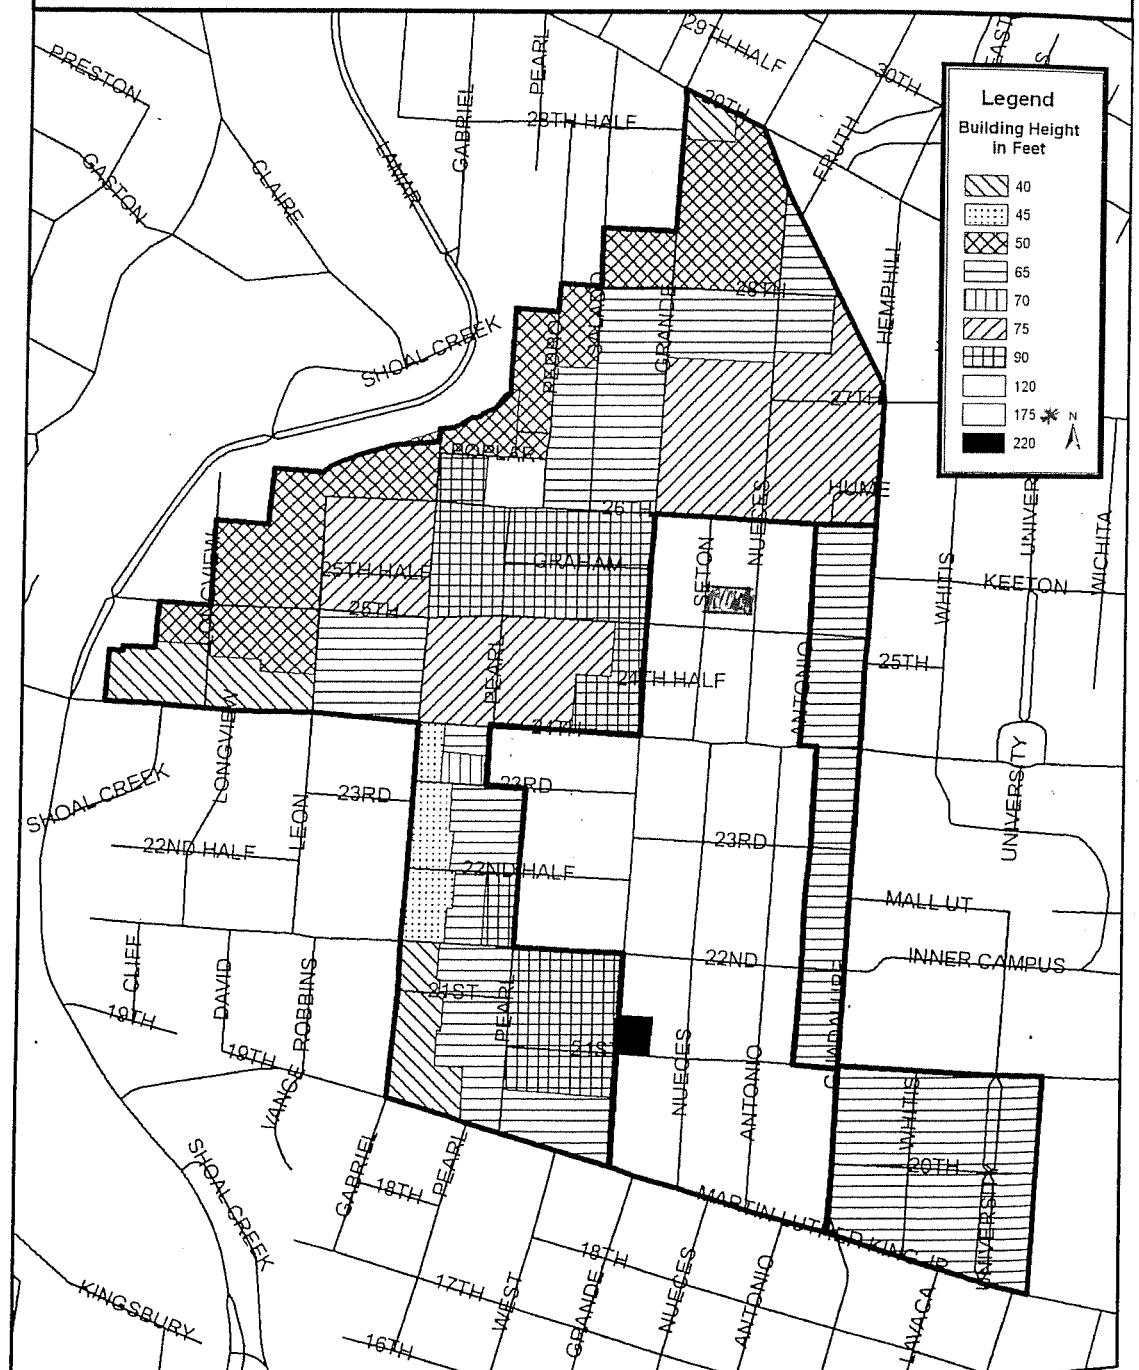 29TH HALF
EAST
PRESTON
PEARL
30TH
GABRIEL
29TH
28TH HALF
FRUTH
LAMAR
GASTON
CLAIRE
Legend
Building Height
in Feet
40
45
50
65
70
75
90
120
175
N
220
HEMPHILL
28TH
GRANDE
SALADO
PEDRO
SHOAL CREEK
27TH
POPLAR
HUME
26TH
NUECES
SETON
UNIVER
WICHITA
WHITIS
GRAHAM
KEETON
LONGVIEW
25TH HALF
25TH
25TH
PEARL
24TH HALF
ANTONIO
24TH
LONGVIEW
UNIVERSITY
SHOAL CREEK
23RD
23RD
LEON
22ND HALF
22ND HALF
23RD
MALL UT
22ND
INNER CAMPUS
CLIFF
DAVID
ROBBINS
VANCE
19TH
19TH
21ST
PEARL
21S
NUECES
ANTONIO
GUADALUPE
WHITIS
20TH
UNIVERSITY
GABRIEL
PEARL
18TH
SHOAL CREEK
MARTIN LUTHER KING JR
18TH
WEST
GRANDE
NUECES
ANTONIO
LAVACA
17TH
KINGSBURY
16TH